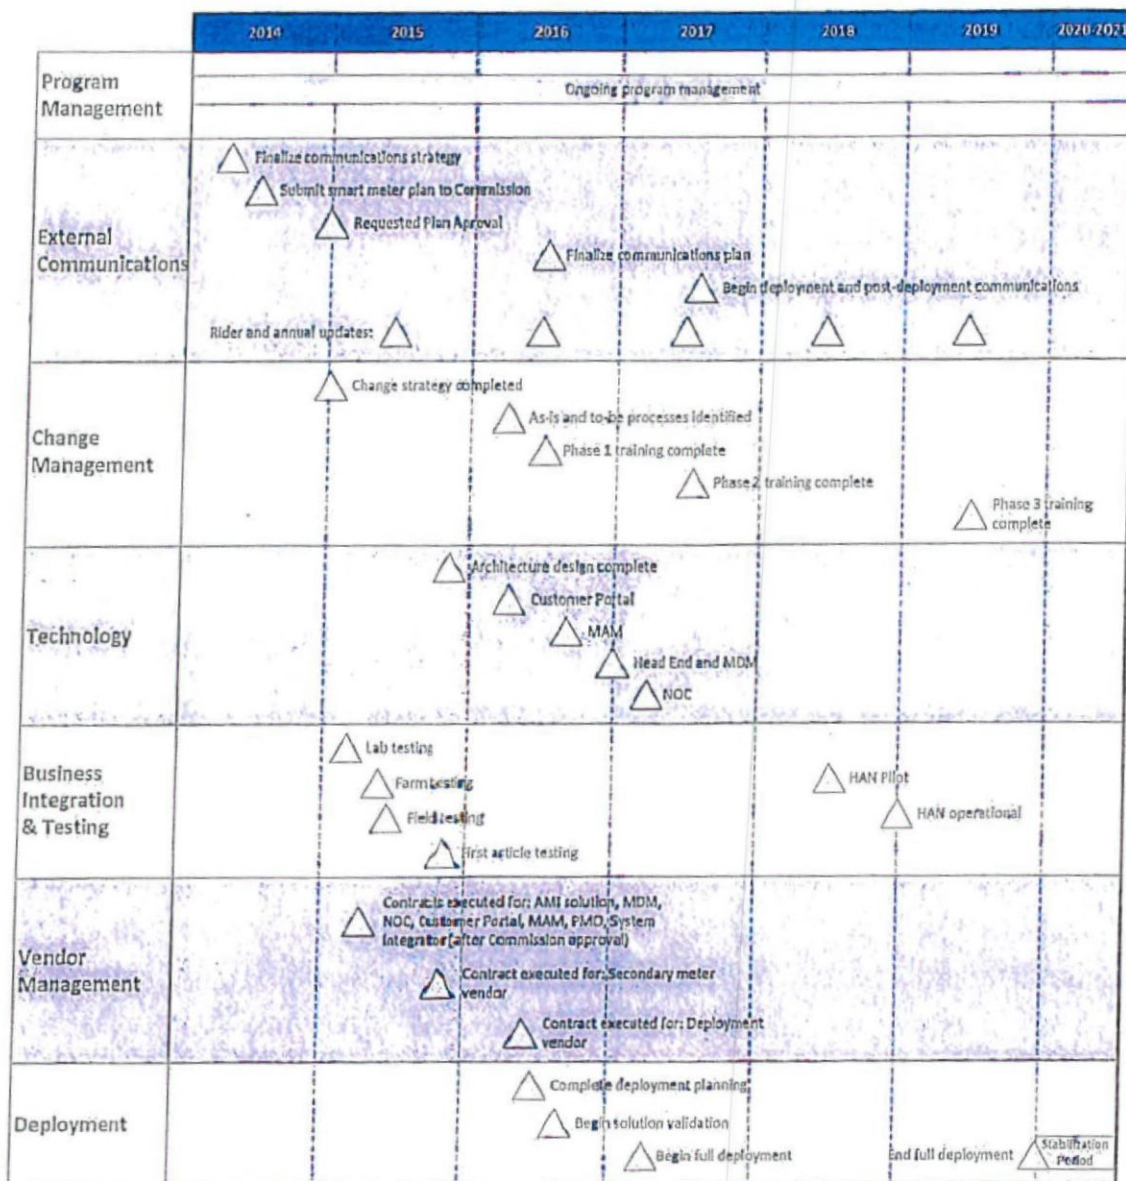 2014 2015 2016 2017 2018 2019 2020-2021
Program
Management
Ongoing program management
External
Communications
Finalize communications strategy
Submit smart meter plan to Commission
Requested Plan Aproval
Finalize communications plan
Begin deployment and post-deployment communications
Rider and annual updates:
Change
Management
Change strategy completed
As-is and to-be processes identified
Phase 1 training complete
Phase 2 training complete
Phase 3 training
complete
Technology
Architecture design complete
Customer Portal
MAM
Head End and MDM
NOC
Business
Integration
& Testing
Lab testing
Farm testing
Field testing
First article testing
HAN Pilot
HAN operational
Vendor
Management
Contracts executed for: AMI solution, MDM,
NOC, Customer Portal, MAM, PMO, System
Integrator (after Commission approval)
Contract executed for: Secondary meter
vendor
Contract executed for: Deployment
vendor
Deployment
Complete deployment planning
Begin solution validation
Begin full deployment
End full deployment
Stabilization
Period